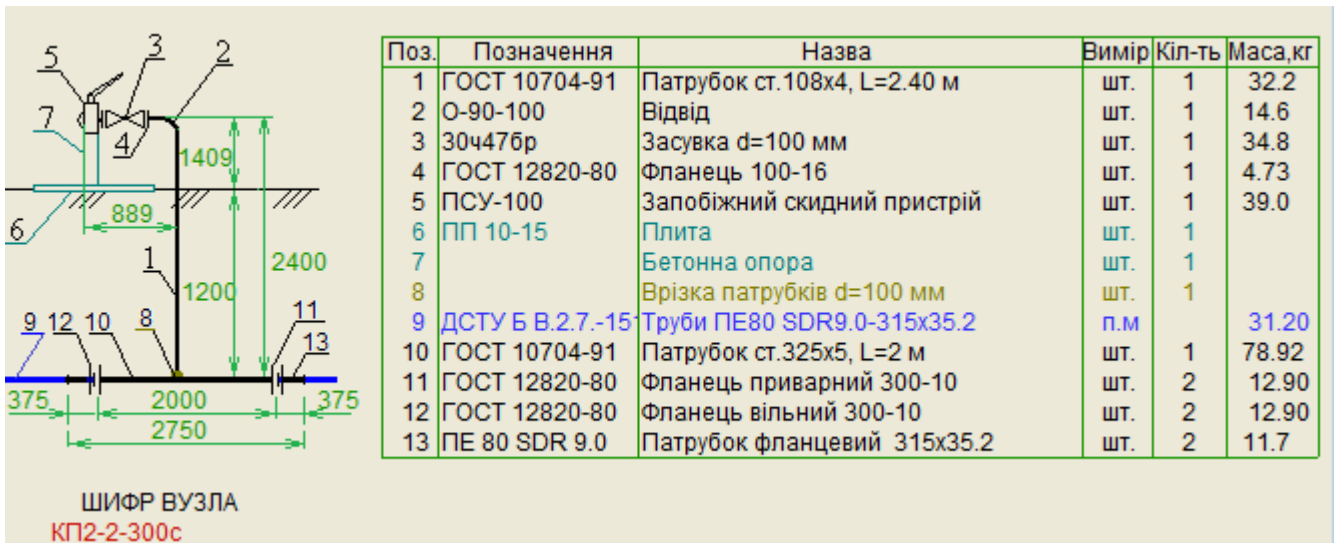 5
3
2
7
4
1409
889
6
1
2400
1200
9
12
10
8
11
13
375
2000
375
2750
ШИФР ВУЗЛА
КП2-2-300с
Поз. Позначення Назва Вимір Кіл-ть Маса,кг
1 ГОСТ 10704-91 Патрубок ст.108х4, L=2.40 м шт. 1 32.2
2 О-90-100 Відвід шт. 1 14.6
3 30ч47бр Засувка d=100 мм шт. 1 34.8
4 ГОСТ 12820-80 Фланець 100-16 шт. 1 4.73
5 ПСУ-100 Запобіжний скидний пристрій шт. 1 39.0
6 ПП 10-15 Плита шт. 1
7 Бетонна опора шт. 1
8 Врізка патрубків d=100 мм шт. 1
9 ДСТУ Б В.2.7.-15 Труби ПЕ80 SDR9.0-315х35.2 п.м 31.20
10 ГОСТ 10704-91 Патрубок ст.325х5, L=2 м шт. 1 78.92
11 ГОСТ 12820-80 Фланець приварний 300-10 шт. 2 12.90
12 ГОСТ 12820-80 Фланець вільний 300-10 шт. 2 12.90
13 ПЕ 80 SDR 9.0 Патрубок фланцевий 315х35.2 шт. 2 11.7